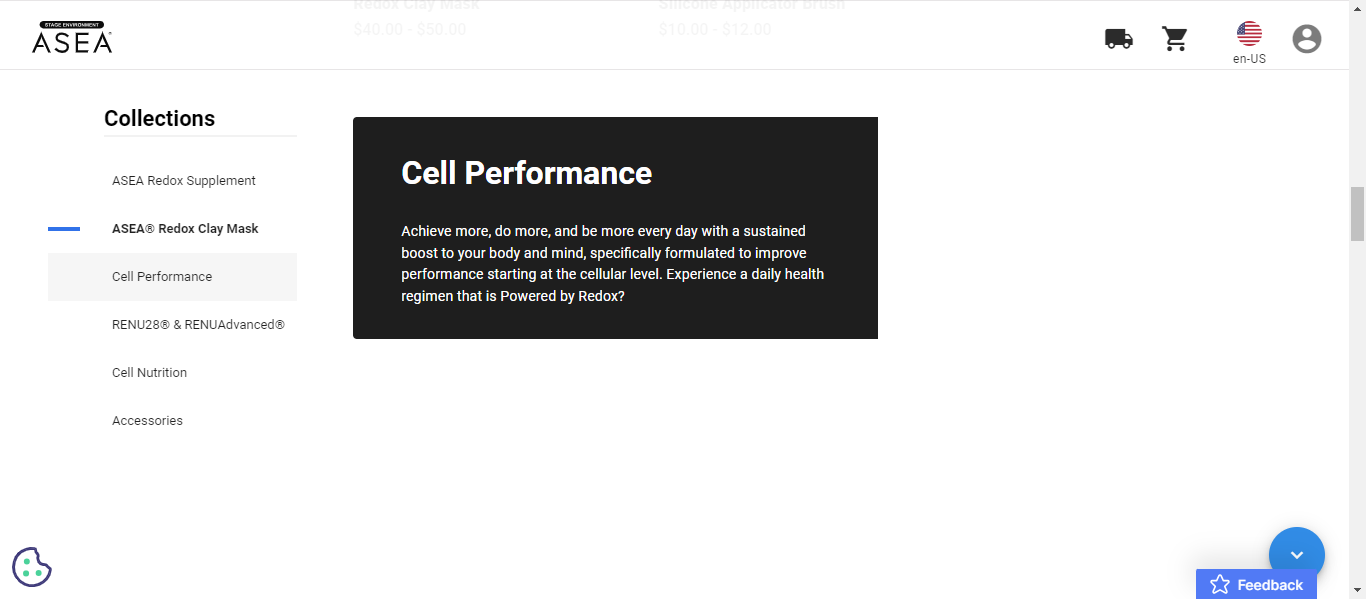 Redox Clay Mask
Silicone Applicator Brush
$40.00 - $50.00
$10.00 - $12.00
STAGE ENVIRONMENT
ASEA
en-US
Collections
ASEA Redox Supplement
ASEA® Redox Clay Mask
Cell Performance
RENU28® & RENUAdvanced®
Cell Nutrition
Accessories
Cell Performance
Achieve more, do more, and be more every day with a sustained
boost to your body and mind, specifically formulated to improve
performance starting at the cellular level. Experience a daily health
regimen that is Powered by Redox?
Feedback